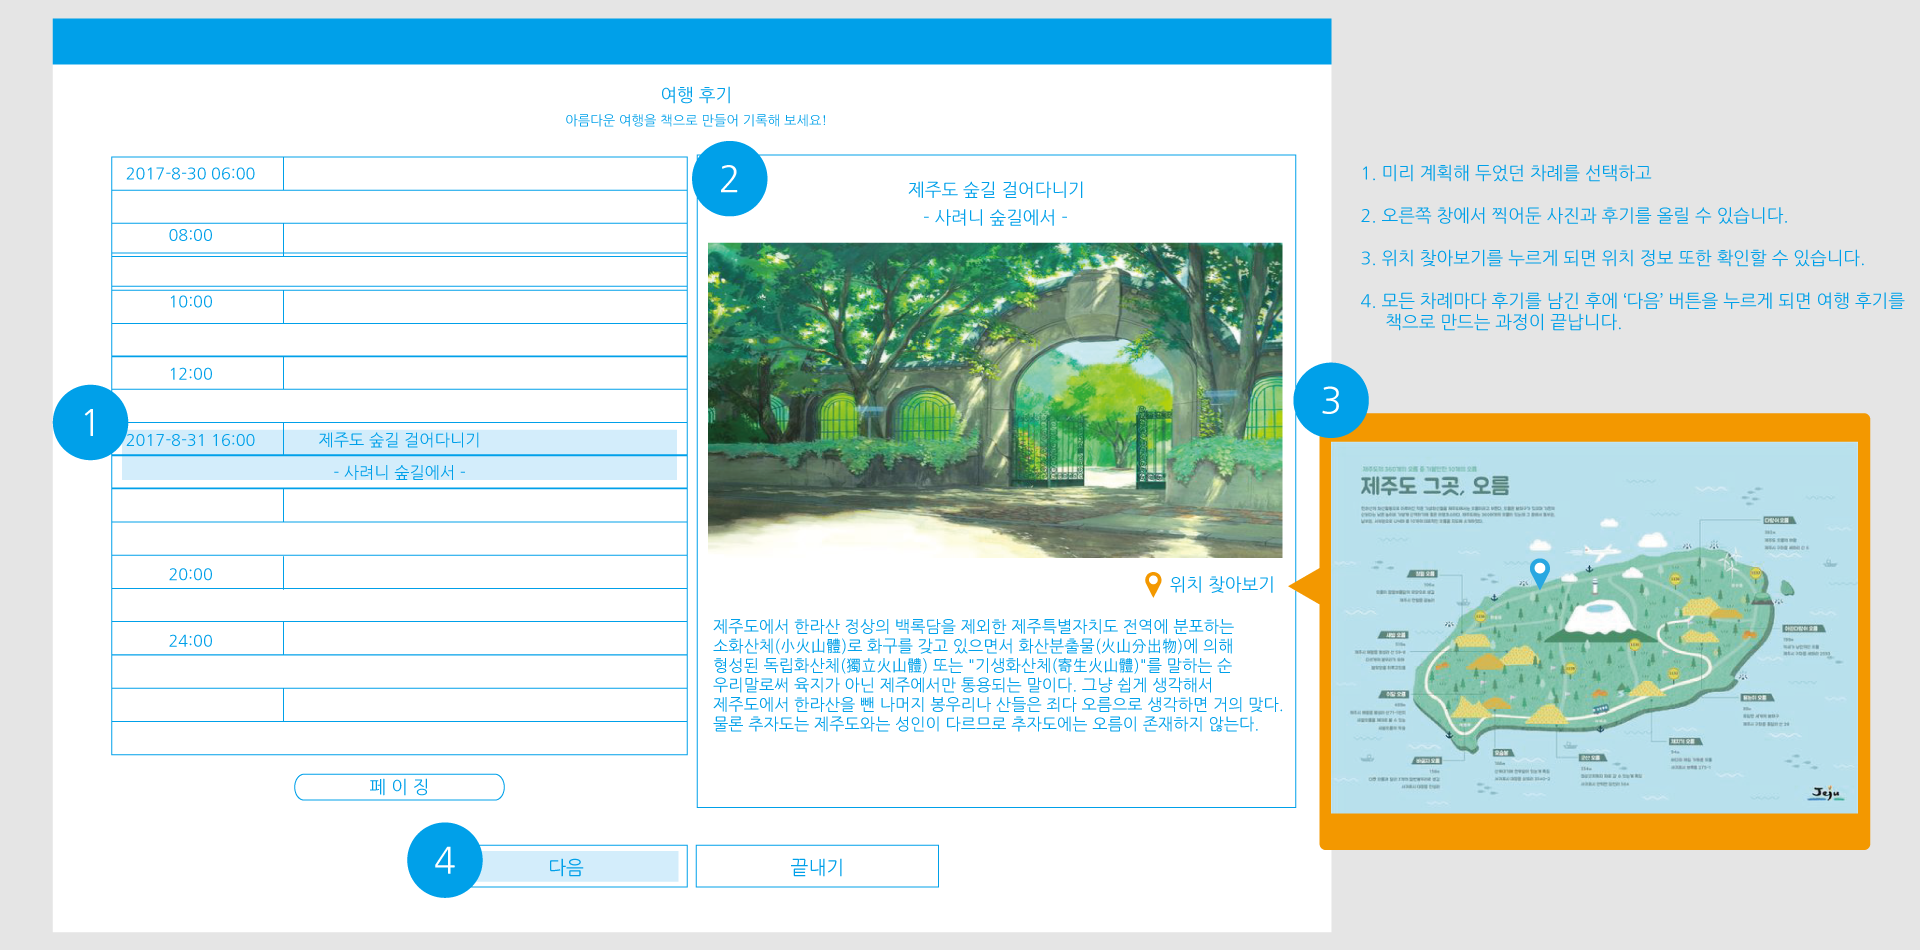 여행 후기
아름다운 여행을 책으로 만들어 기록해 보세요!
2017-8-30 06:00
08:00
10:00
12:00
1
2017-8-31 16:00 제주도 숲길 걸어다니기
- 사려니 숲길에서 -
20:00
24:00
페 이 징
2
제주도 숲길 걸어다니기
- 사려니 숲길에서 -
위치 찾아보기
제주도에서 한라산 정상의 백록담을 제외한 제주특별자치도 전역에 분포하는
소화산체(小火山體)로 화구를 갖고 있으면서 화산분출물(火山分出物)에 의해
형성된 독립화산체(獨立火山體) 또는 "기생화산체(寄生火山體)"를 말하는 순
우리말로써 육지가 아닌 제주에서만 통용되는 말이다. 그냥 쉽게 생각해서
제주도에서 한라산을 뺀 나머지 봉우리나 산들은 죄다 오름으로 생각하면 거의 맞다.
물론 추자도는 제주도와는 성인이 다르므로 추자도에는 오름이 존재하지 않는다.
4
다음
끝내기
1. 미리 계획해 두었던 차례를 선택하고
2. 오른쪽 창에서 찍어둔 사진과 후기를 올릴 수 있습니다.
3. 위치 찾아보기를 누르게 되면 위치 정보 또한 확인할 수 있습니다.
4. 모든 차례마다 후기를 남긴 후에 ‘다음’ 버튼을 누르게 되면 여행 후기를
책으로 만드는 과정이 끝납니다.
3
제주도 그곳, 오름
Jeju